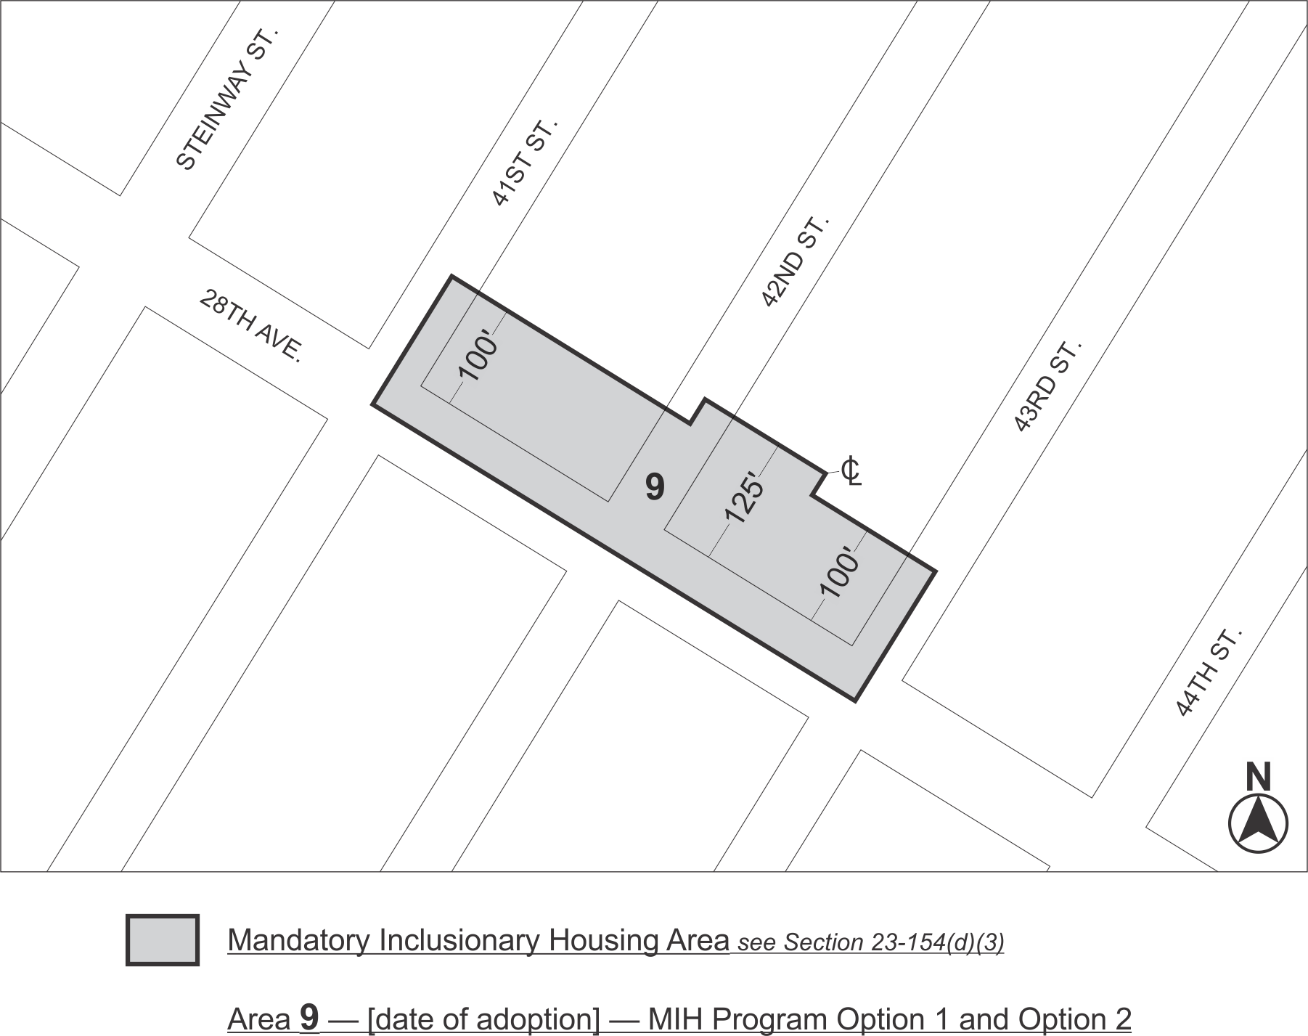 STEINWAY ST.
41ST ST.
42ND ST.
28TH AVE.
43RD ST.
100'
9
125'
℄
100'
44TH ST.
N
Mandatory Inclusionary Housing Area see Section 23-154(d)(3)
Area 9 — [date of adoption] — MIH Program Option 1 and Option 2